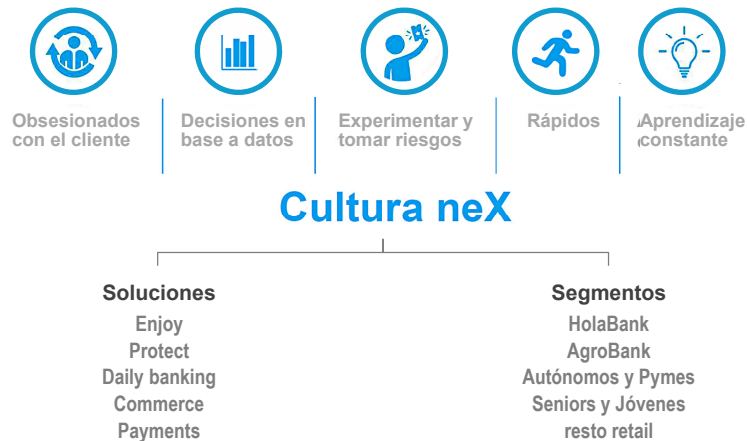 Obsesionados
con el cliente
Decisiones en
base a datos
Experimentar y
tomar riesgos
Rápidos
Aprendizaje
constante
Cultura neX
Soluciones
Enjoy
Protect
Daily banking
Commerce
Payments
Segmentos
HolaBank
AgroBank
Autónomos y Pymes
Seniors y Jóvenes
resto retail